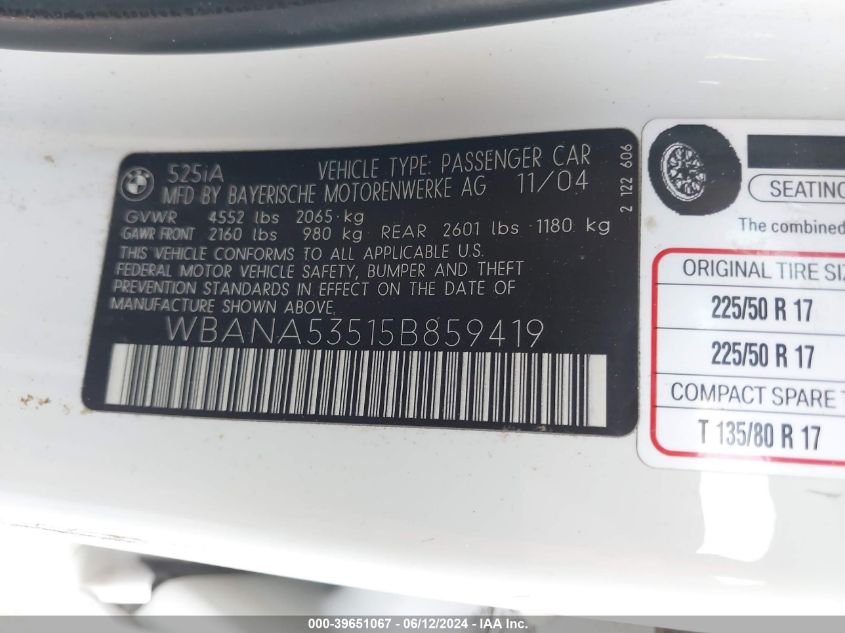 BMW
525iA VEHICLE TYPE: PASSENGER CAR
MFD BY BAYERISCHE MOTORENWERKE AG 11/04
GVWR 4552 lbs 2065 kg
GAWR FRONT 2160 lbs 980 kg REAR 2601 lbs 1180 kg
THIS VEHICLE CONFORMS TO ALL APPLICABLE U.S.
FEDERAL MOTOR VEHICLE SAFETY, BUMPER AND THEFT
PREVENTION STANDARDS IN EFFECT ON THE DATE OF
MANUFACTURE SHOWN ABOVE.
WBANA53515B859419
2 122 606
SEATING
The combined
ORIGINAL TIRE SIZ
225/50 R 17
225/50 R 17
COMPACT SPARE T
T 135/80 R 17
000-39651067 - 06/12/2024 - IAA Inc.